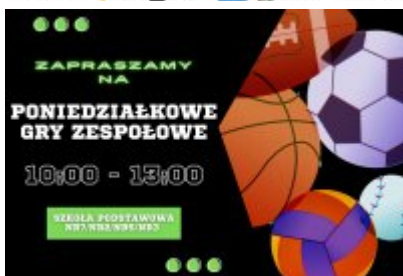 ZAPRASZAMY
NA
PONIEDZIAŁKOWE
GRY ZESPOŁOWE
10:00 - 13:00
SZKOŁA PODSTAWOWA